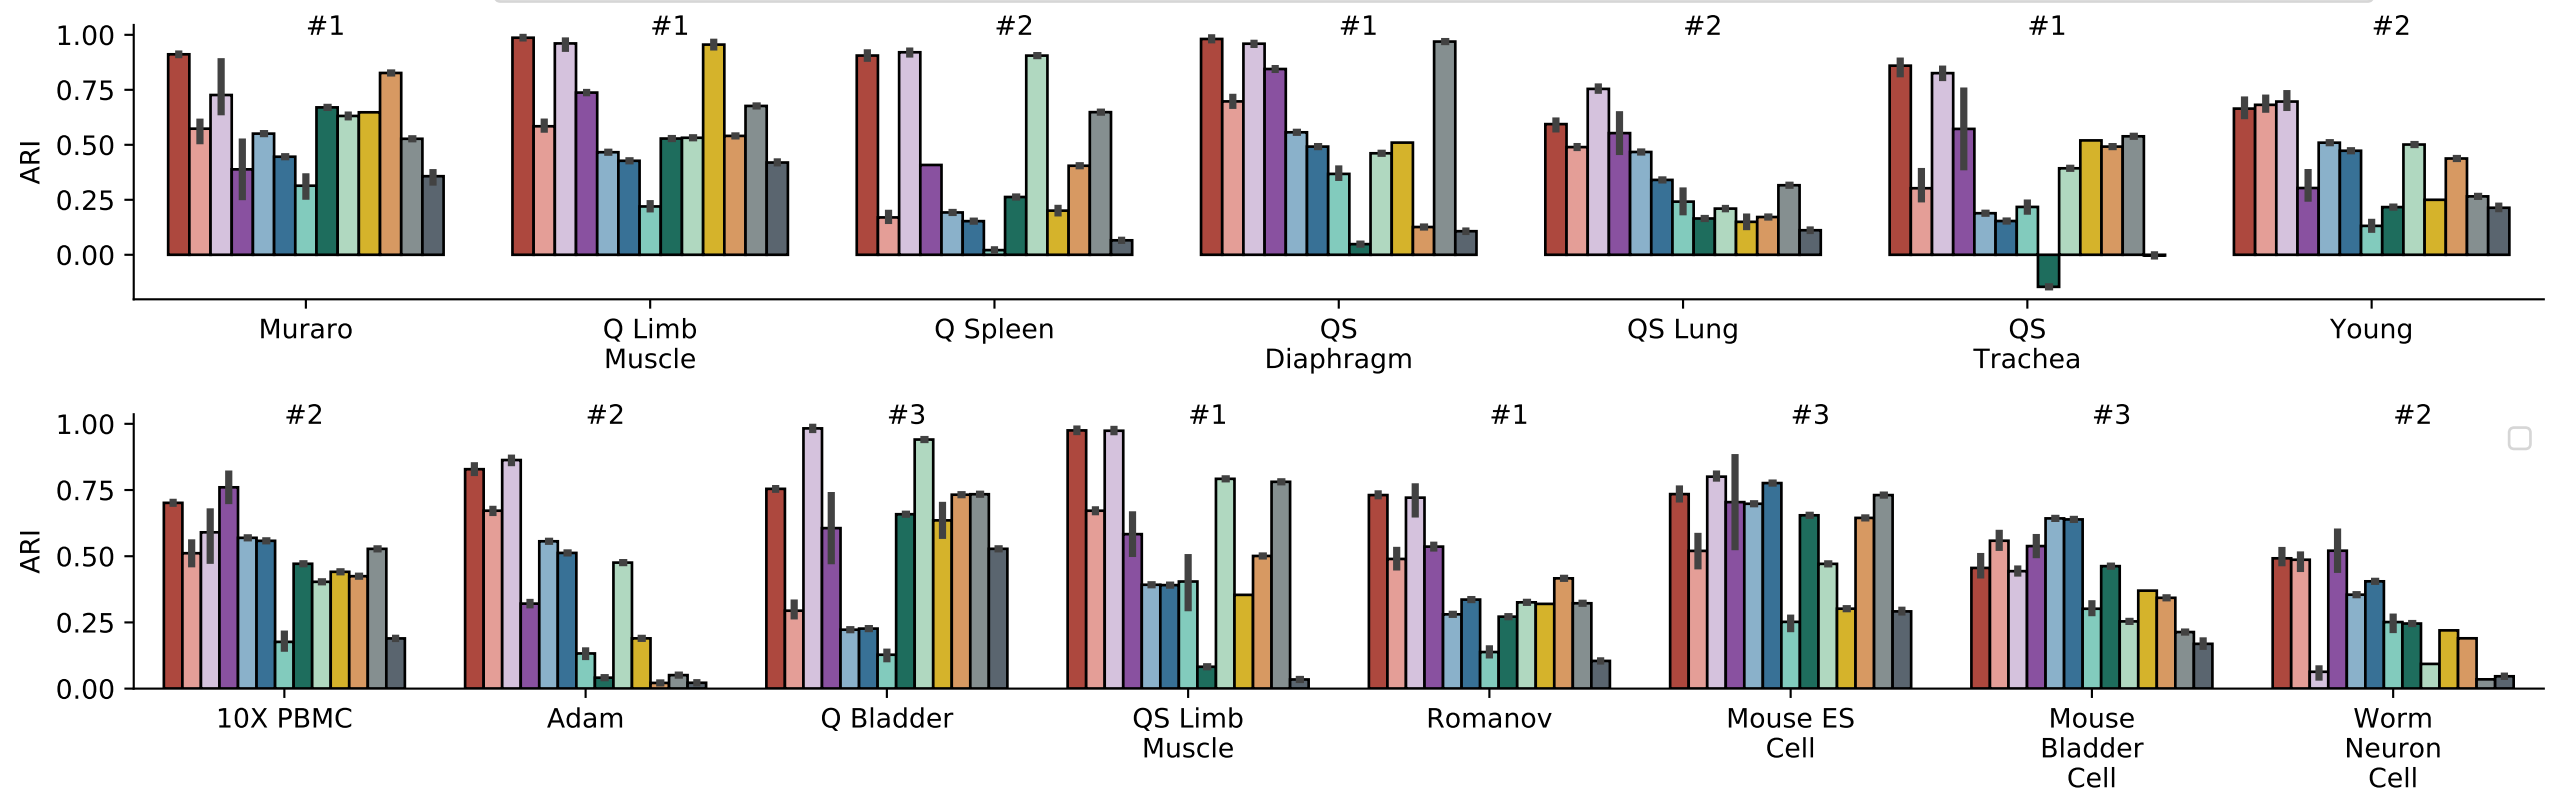 #1 #1 #2 #1 #2 #1 #2
1.00
0.75
0.50
0.25
0.00
ARI
Muraro Q Limb Q Spleen QS QS Lung QS Young
Muscle Diaphragm Trachea
#2 #2 #3 #1 #1 #3 #3 #2
1.00
0.75
0.50
0.25
0.00
ARI
10X PBMC Adam Q Bladder QS Limb Romanov Mouse ES Mouse Worm
Muscle Cell Bladder Neuron
Cell Cell